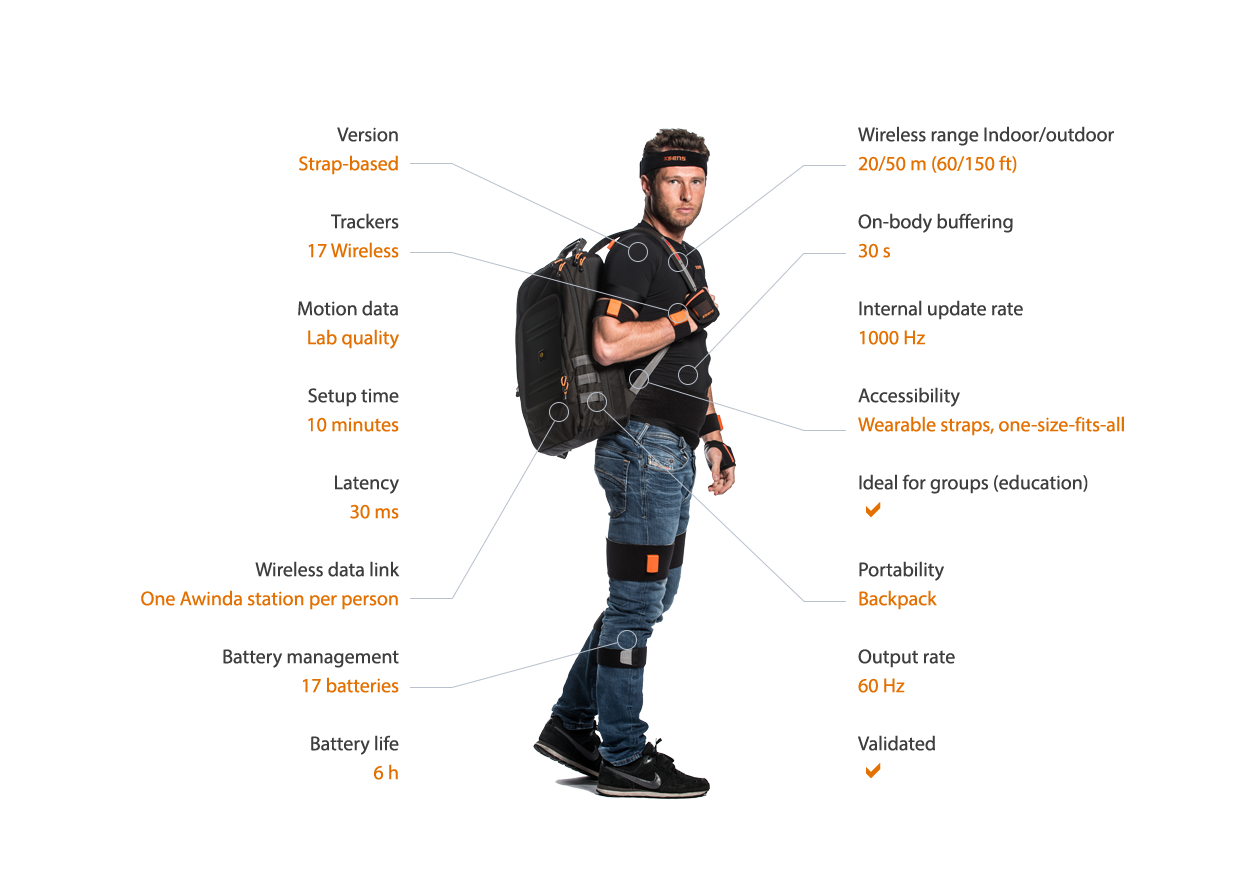 Version
Strap-based
Trackers
17 Wireless
Motion data
Lab quality
Setup time
10 minutes
Latency
30 ms
Wireless data link
One Awinda station per person
Battery management
17 batteries
Battery life
6 h
xsens
Wireless range Indoor/outdoor
20/50 m (60/150 ft)
On-body buffering
30 s
Internal update rate
1000 Hz
Accessibility
Wearable straps, one-size-fits-all
Ideal for groups (education)
Portability
Backpack
Output rate
60 Hz
Validated